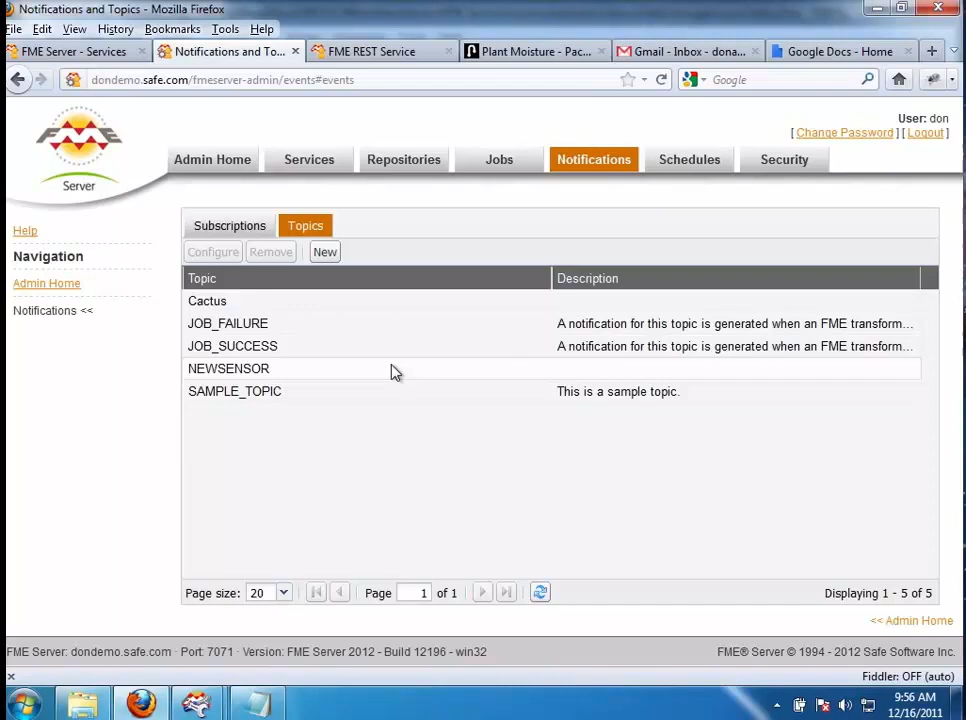 Notifications and Topics - Mozilla Firefox
File Edit View History Bookmarks Tools Help
FME Server - Services
Notifications and To...
FME REST Service
Plant Moisture - Pac...
Gmail - Inbox - dona...
Google Docs - Home
dondemo.safe.com/fmeserver-admin/events#events
Google
User: don
[ Change Password ] [ Logout ]
FME
Server
Admin Home
Services
Repositories
Jobs
Notifications
Schedules
Security
Help
Navigation
Admin Home
Notifications <<
Subscriptions
Topics
Configure
Remove
New
Topic
Description
Cactus
JOB_FAILURE
A notification for this topic is generated when an FME transform...
JOB_SUCCESS
A notification for this topic is generated when an FME transform...
NEWSENSOR
SAMPLE_TOPIC
This is a sample topic.
Page size: 20
Page 1 of 1
Displaying 1 - 5 of 5
<< Admin Home
FME Server: dondemo.safe.com · Port: 7071 · Version: FME Server 2012 - Build 12196 - win32
FME® Server © 1994 - 2012 Safe Software Inc.
Fiddler: OFF (auto)
9:56 AM
12/16/2011